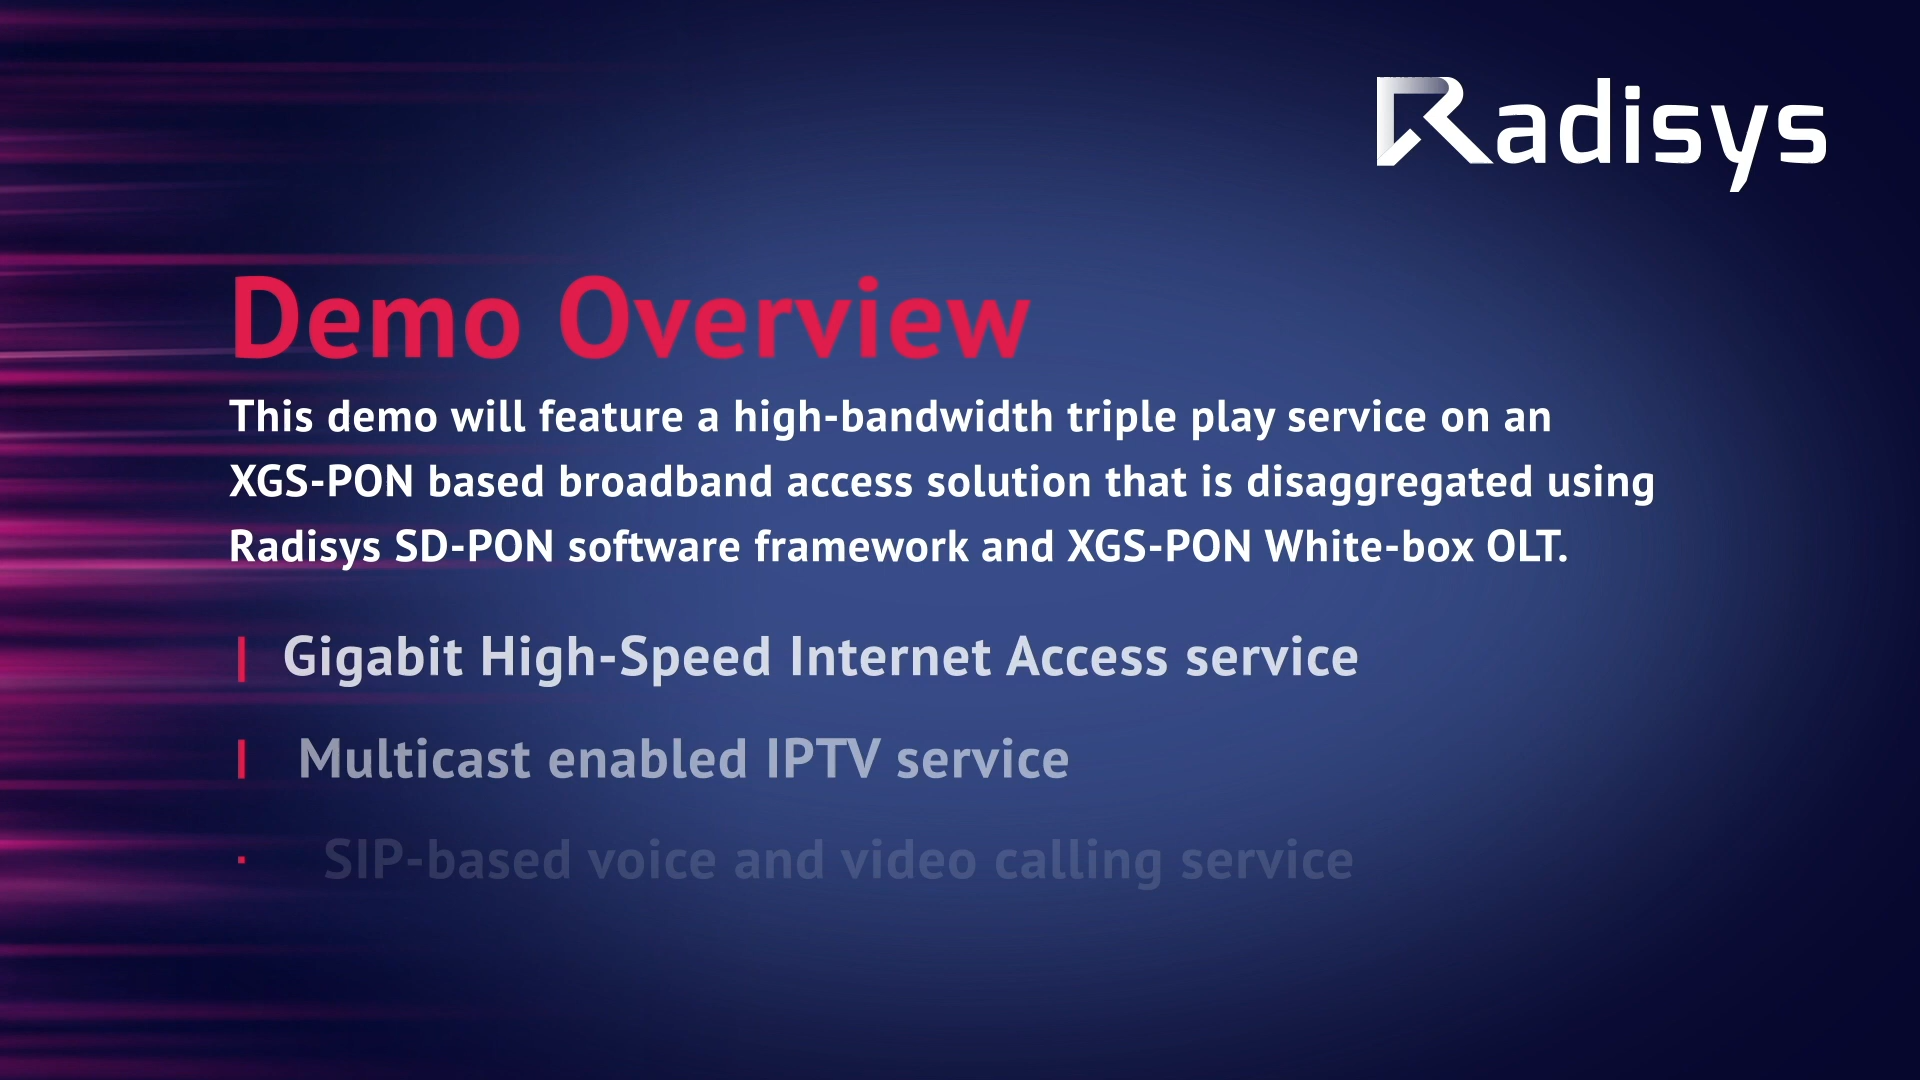 Radisys
Demo Overview
This demo will feature a high-bandwidth triple play service on an
XGS-PON based broadband access solution that is disaggregated using
Radisys SD-PON software framework and XGS-PON White-box OLT.
| Gigabit High-Speed Internet Access service
| Multicast enabled IPTV service
· SIP-based voice and video calling service